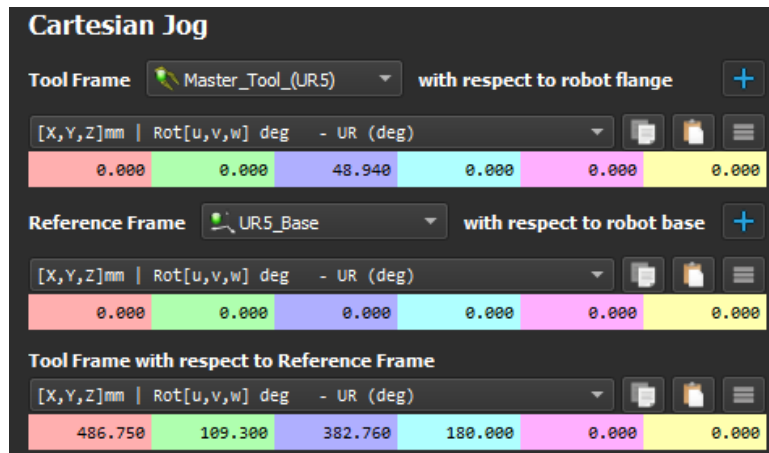 Cartesian Jog
Tool Frame Master_Tool_(UR5) with respect to robot flange
[X,Y,Z]mm | Rot[u,v,w] deg - UR (deg)
0.000 0.000 48.940 0.000 0.000 0.000
Reference Frame UR5_Base with respect to robot base
[X,Y,Z]mm | Rot[u,v,w] deg - UR (deg)
0.000 0.000 0.000 0.000 0.000 0.000
Tool Frame with respect to Reference Frame
[X,Y,Z]mm | Rot[u,v,w] deg - UR (deg)
486.750 109.300 382.760 180.000 0.000 0.000